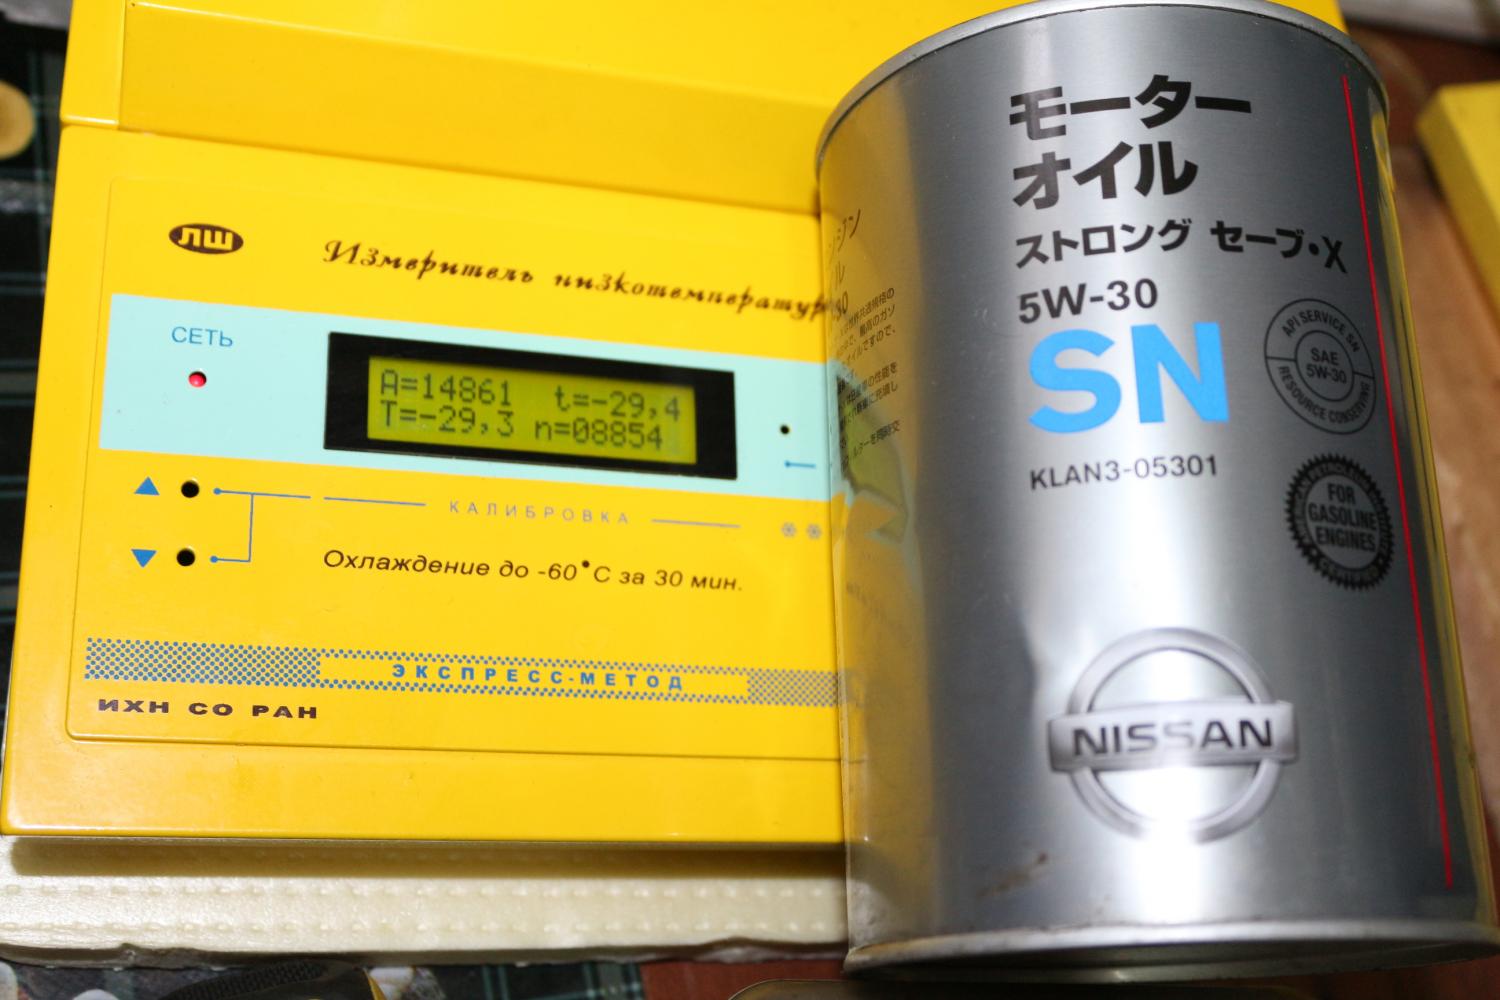 ЛШ
Измеритель низкотемператур
СЕТЬ
A=14861 t=-29,4
T=-29,3 n=08854
КАЛИБРОВКА
Охлаждение до -60°С за 30 мин.
ЭКСПРЕСС-МЕТОД
ИХН СО РАН
モーター
オイル
ストロング セーブ・X
5W-30
SN
KLAN3-05301
API SERVICE SN
SAE
5W-30
RESOURCE CONSERVING
FOR
GASOLINE
ENGINES
CERTIFIED
NISSAN